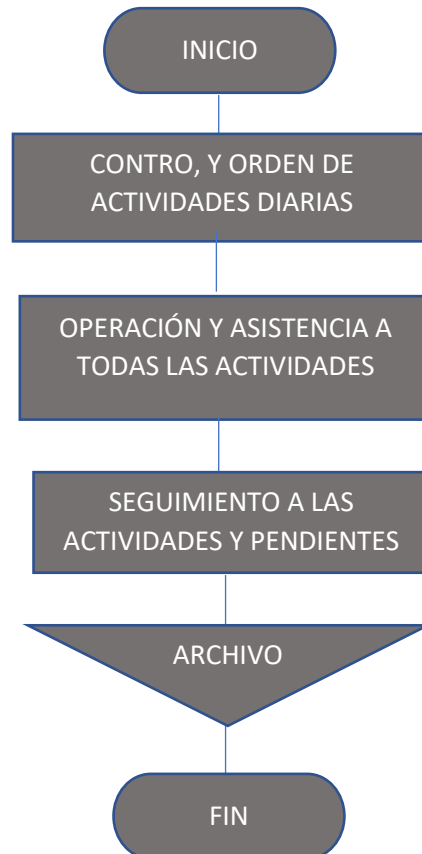 INICIO
CONTRO, Y ORDEN DE
ACTIVIDADES DIARIAS
OPERACIÓN Y ASISTENCIA A
TODAS LAS ACTIVIDADES
SEGUIMIENTO A LAS
ACTIVIDADES Y PENDIENTES
ARCHIVO
FIN